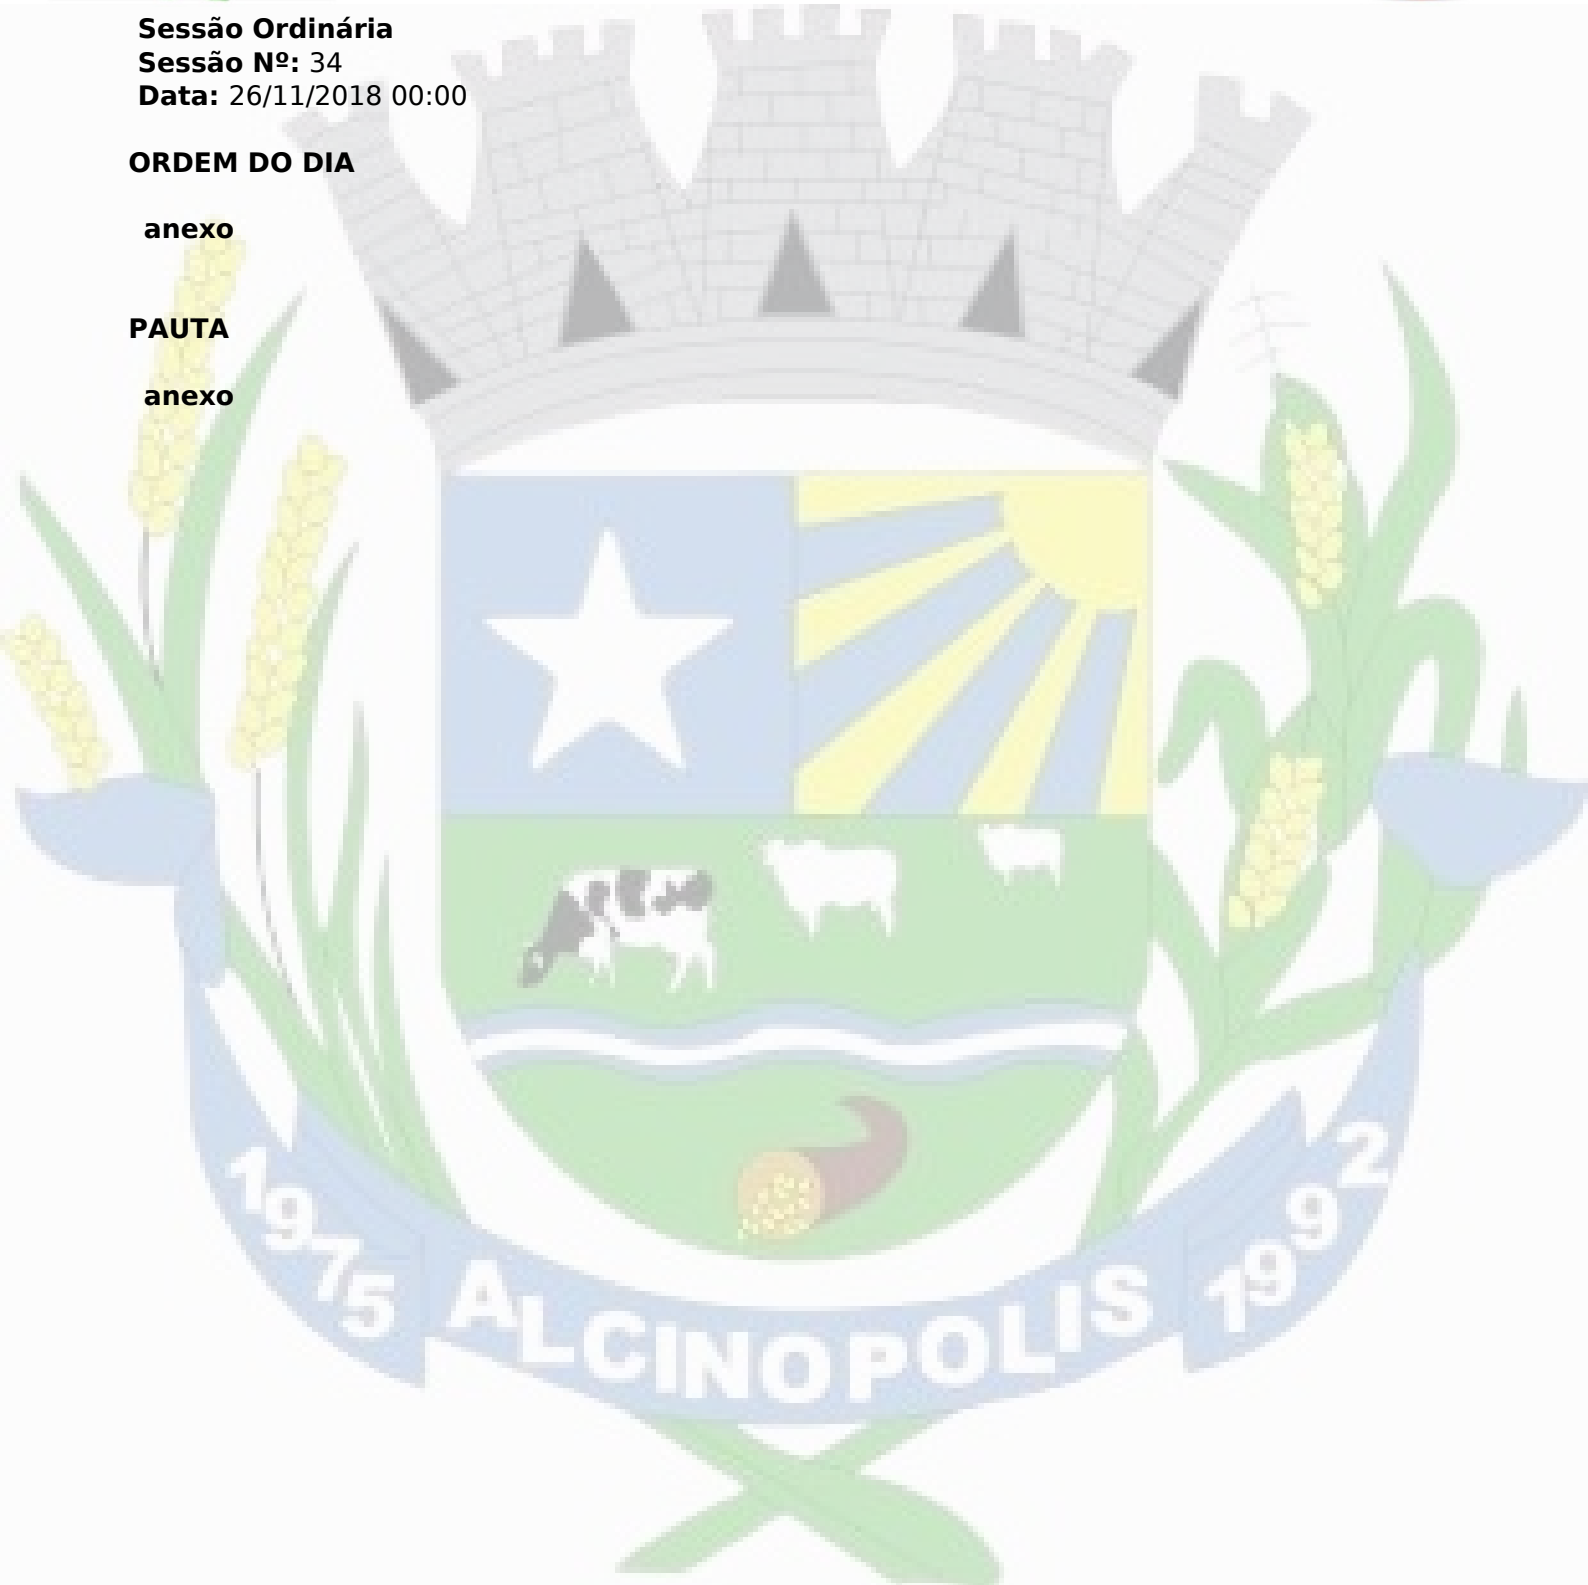 Sessão Ordinária
Sessão Nº: 34
Data: 26/11/2018 00:00
ORDEM DO DIA
anexo
PAUTA
anexo
1975 ALCINOPOLIS 1992